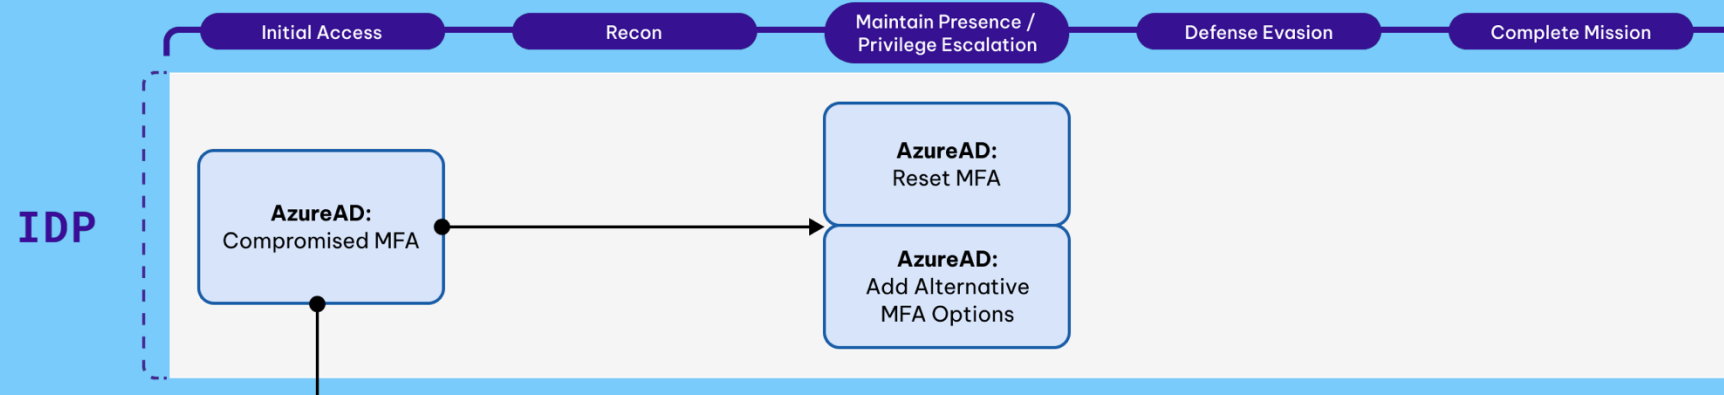 Initial Access
Recon
Maintain Presence /
Privilege Escalation
Defense Evasion
Complete Mission
IDP
AzureAD:
Compromised MFA
AzureAD:
Reset MFA
AzureAD:
Add Alternative
MFA Options